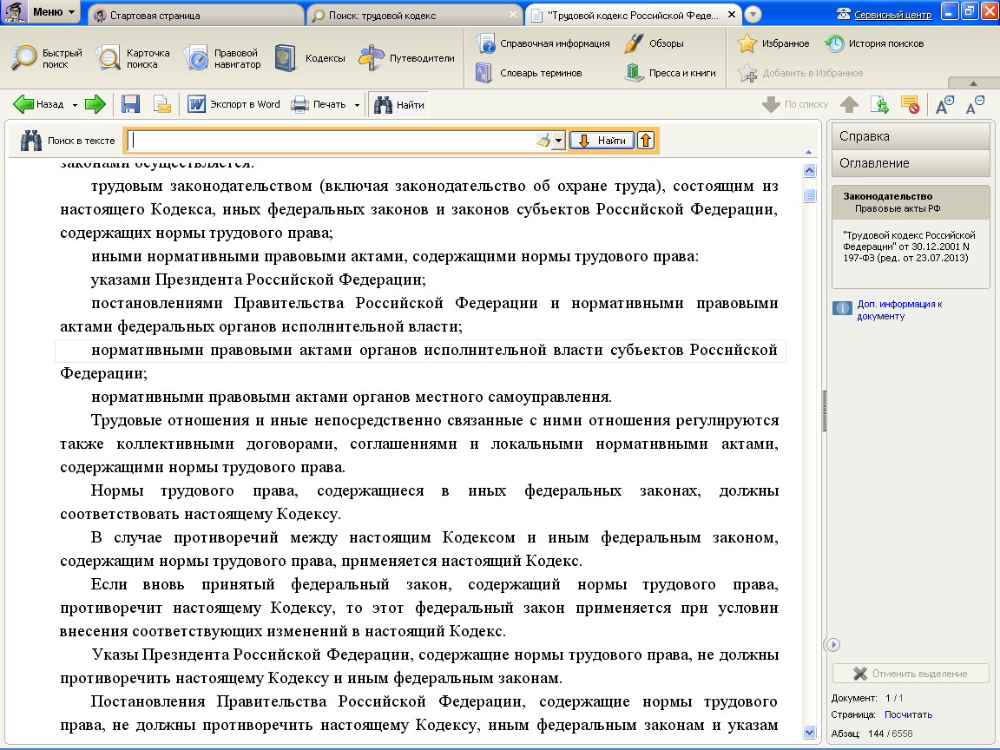 Меню
Стартовая страница
Поиск: трудовой кодекс
"Трудовой кодекс Российской Феде...
Сервисный центр
Быстрый поиск
Карточка поиска
Правовой навигатор
Кодексы
Путеводители
Справочная информация
Словарь терминов
Обзоры
Пресса и книги
Избранное
История поисков
Добавить в Избранное
Назад
Экспорт в Word
Печать
Найти
По списку
Поиск в тексте
Найти
законами осуществляется:
трудовым законодательством (включая законодательство об охране труда), состоящим из
настоящего Кодекса, иных федеральных законов и законов субъектов Российской Федерации,
содержащих нормы трудового права;
иными нормативными правовыми актами, содержащими нормы трудового права:
указами Президента Российской Федерации;
постановлениями Правительства Российской Федерации и нормативными правовыми
актами федеральных органов исполнительной власти;
нормативными правовыми актами органов исполнительной власти субъектов Российской
Федерации;
нормативными правовыми актами органов местного самоуправления.
Трудовые отношения и иные непосредственно связанные с ними отношения регулируются
также коллективными договорами, соглашениями и локальными нормативными актами,
содержащими нормы трудового права.
Нормы трудового права, содержащиеся в иных федеральных законах, должны
соответствовать настоящему Кодексу.
В случае противоречий между настоящим Кодексом и иным федеральным законом,
содержащим нормы трудового права, применяется настоящий Кодекс.
Если вновь принятый федеральный закон, содержащий нормы трудового права,
противоречит настоящему Кодексу, то этот федеральный закон применяется при условии
внесения соответствующих изменений в настоящий Кодекс.
Указы Президента Российской Федерации, содержащие нормы трудового права, не должны
противоречить настоящему Кодексу и иным федеральным законам.
Постановления Правительства Российской Федерации, содержащие нормы трудового
права, не должны противоречить настоящему Кодексу, иным федеральным законам и указам
Справка
Оглавление
Законодательство
Правовые акты РФ
"Трудовой кодекс Российской
Федерации" от 30.12.2001 N
197-ФЗ (ред. от 23.07.2013)
Доп. информация к
документу
Отменить выделение
Документ: 1 / 1
Страница: Посчитать
Абзац: 144 / 6558